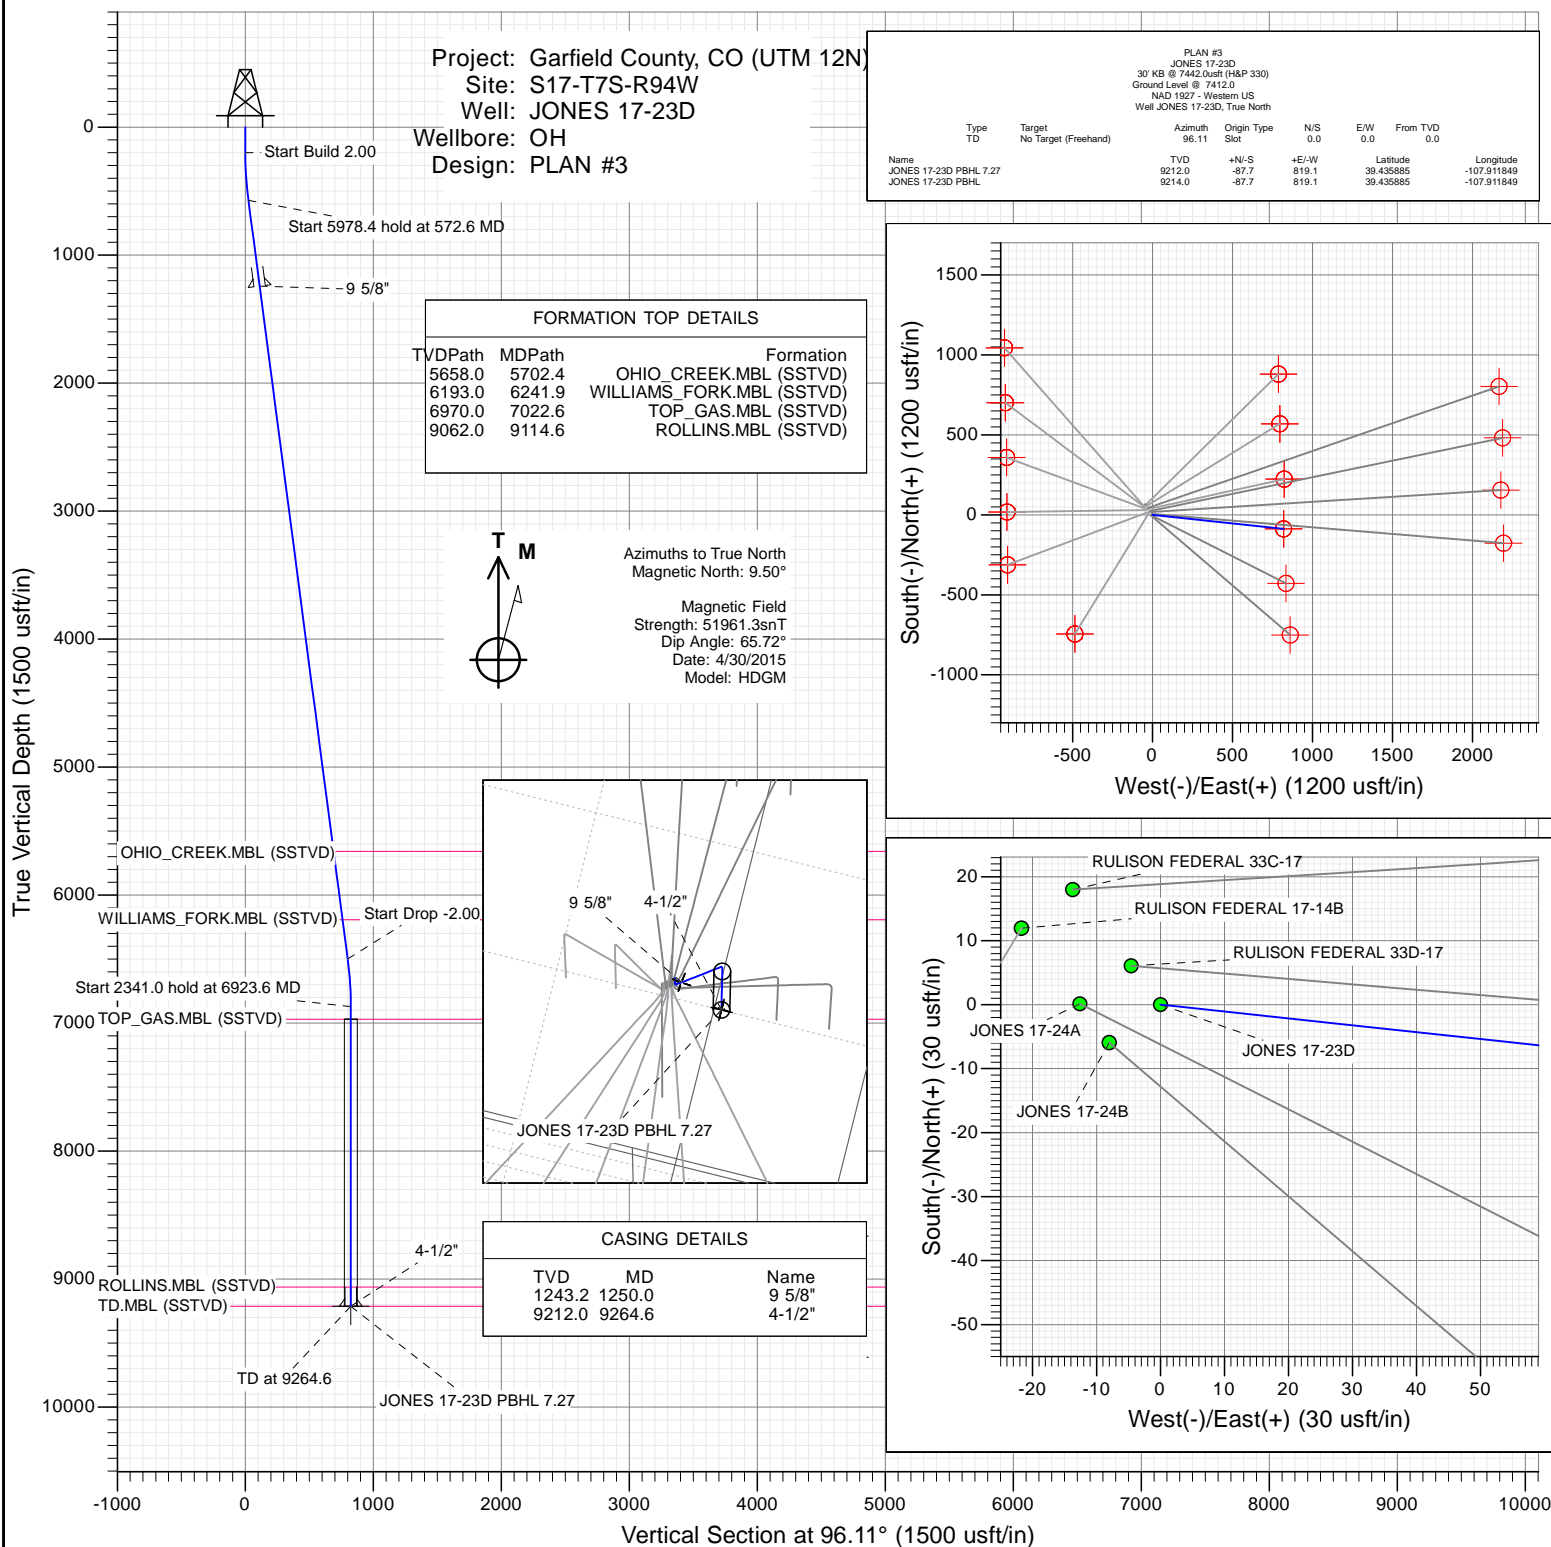 Project: Garfield County, CO (UTM 12N)
Site: S17-T7S-R94W
Well: JONES 17-23D
Wellbore: OH
Design: PLAN #3
PLAN #3
JONES 17-23D
30' KB @ 7442.0usft (H&P 330)
Ground Level @ 7412.0
NAD 1927 - Western US
Well JONES 17-23D, True North
Type Target Azimuth Origin Type N/S E/W From TVD
TD No Target (Freehand) 96.11 Slot 0.0 0.0 0.0
Name TVD +N/-S +E/-W Latitude Longitude
JONES 17-23D PBHL 7.27 9212.0 -87.7 819.1 39.435885 -107.911849
JONES 17-23D PBHL 9214.0 -87.7 819.1 39.435885 -107.911849
0
1000
2000
3000
4000
5000
6000
7000
8000
9000
10000
True Vertical Depth (1500 usft/in)
Start Build 2.00
Start 5978.4 hold at 572.6 MD
9 5/8"
FORMATION TOP DETAILS
TVDPath MDPath Formation
5658.0 5702.4 OHIO_CREEK.MBL (SSTVD)
6193.0 6241.9 WILLIAMS_FORK.MBL (SSTVD)
6970.0 7022.6 TOP_GAS.MBL (SSTVD)
9062.0 9114.6 ROLLINS.MBL (SSTVD)
T
M
Azimuths to True North
Magnetic North: 9.50°
Magnetic Field
Strength: 51961.3snT
Dip Angle: 65.72°
Date: 4/30/2015
Model: HDGM
OHIO_CREEK.MBL (SSTVD)
WILLIAMS_FORK.MBL (SSTVD)
Start Drop -2.00
Start 2341.0 hold at 6923.6 MD
TOP_GAS.MBL (SSTVD)
9 5/8"
4-1/2"
JONES 17-23D PBHL 7.27
4-1/2"
ROLLINS.MBL (SSTVD)
TD.MBL (SSTVD)
TD at 9264.6
JONES 17-23D PBHL 7.27
CASING DETAILS
TVD MD Name
1243.2 1250.0 9 5/8"
9212.0 9264.6 4-1/2"
-1000 0 1000 2000 3000 4000 5000 6000 7000 8000 9000 10000
Vertical Section at 96.11° (1500 usft/in)
1500
1000
500
0
-500
-1000
South(-)/North(+) (1200 usft/in)
-500 0 500 1000 1500 2000
West(-)/East(+) (1200 usft/in)
20
10
0
-10
-20
-30
-40
-50
South(-)/North(+) (30 usft/in)
RULISON FEDERAL 33C-17
RULISON FEDERAL 17-14B
RULISON FEDERAL 33D-17
JONES 17-24A
JONES 17-23D
JONES 17-24B
-20 -10 0 10 20 30 40 50
West(-)/East(+) (30 usft/in)